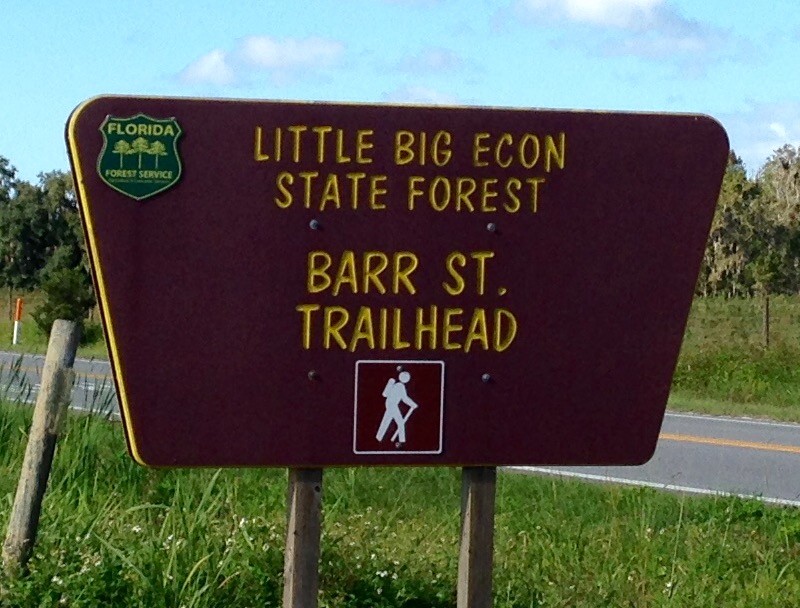 FLORIDA
FOREST SERVICE
LITTLE BIG ECON
STATE FOREST
BARR ST.
TRAILHEAD